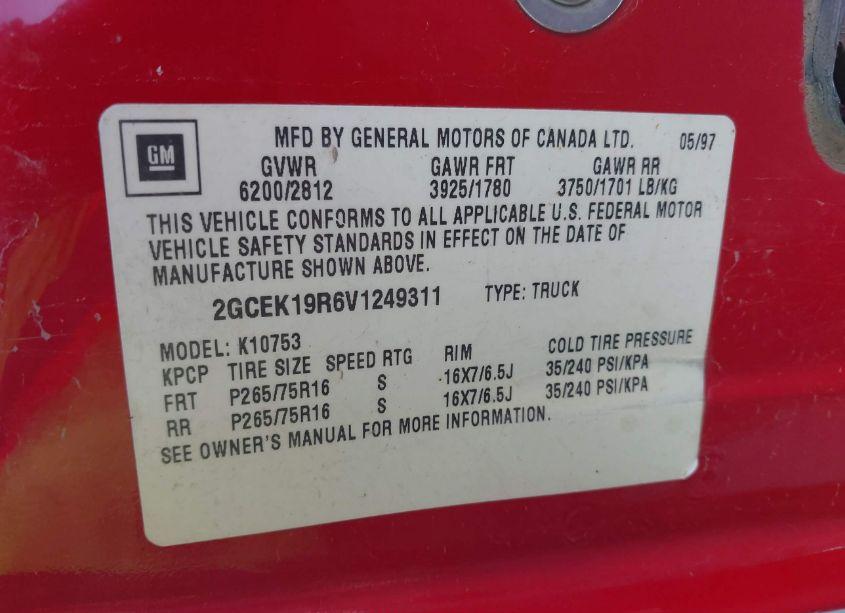 GM
MFD BY GENERAL MOTORS OF CANADA LTD. 05/97
GVWR GAWR FRT GAWR RR
6200/2812 3925/1780 3750/1701 LB/KG
THIS VEHICLE CONFORMS TO ALL APPLICABLE U.S. FEDERAL MOTOR
VEHICLE SAFETY STANDARDS IN EFFECT ON THE DATE OF
MANUFACTURE SHOWN ABOVE.
2GCEK19R6V1249311 TYPE: TRUCK
MODEL: K10753
KPCP TIRE SIZE SPEED RTG RIM COLD TIRE PRESSURE
FRT P265/75R16 S 16X7/6.5J 35/240 PSI/KPA
RR P265/75R16 S 16X7/6.5J 35/240 PSI/KPA
SEE OWNER'S MANUAL FOR MORE INFORMATION.